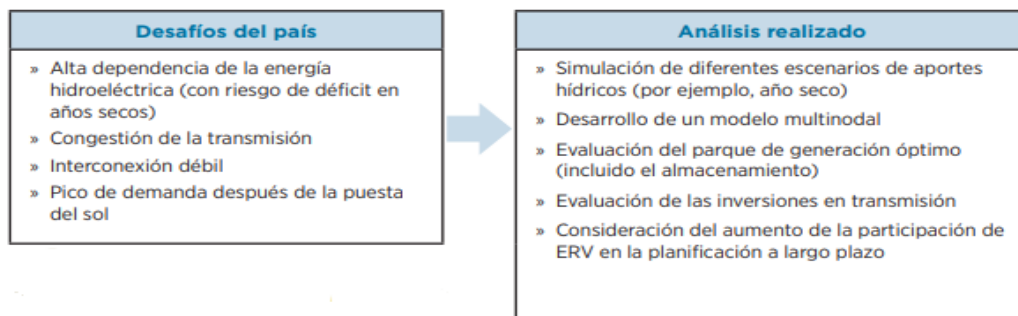 Desafíos del país
» Alta dependencia de la energía
hidroeléctrica (con riesgo de déficit en
años secos)
» Congestión de la transmisión
» Interconexión débil
» Pico de demanda después de la puesta
del sol
Análisis realizado
» Simulación de diferentes escenarios de aportes
hídricos (por ejemplo, año seco)
» Desarrollo de un modelo multinodal
» Evaluación del parque de generación óptimo
(incluido el almacenamiento)
» Evaluación de las inversiones en transmisión
» Consideración del aumento de la participación de
ERV en la planificación a largo plazo